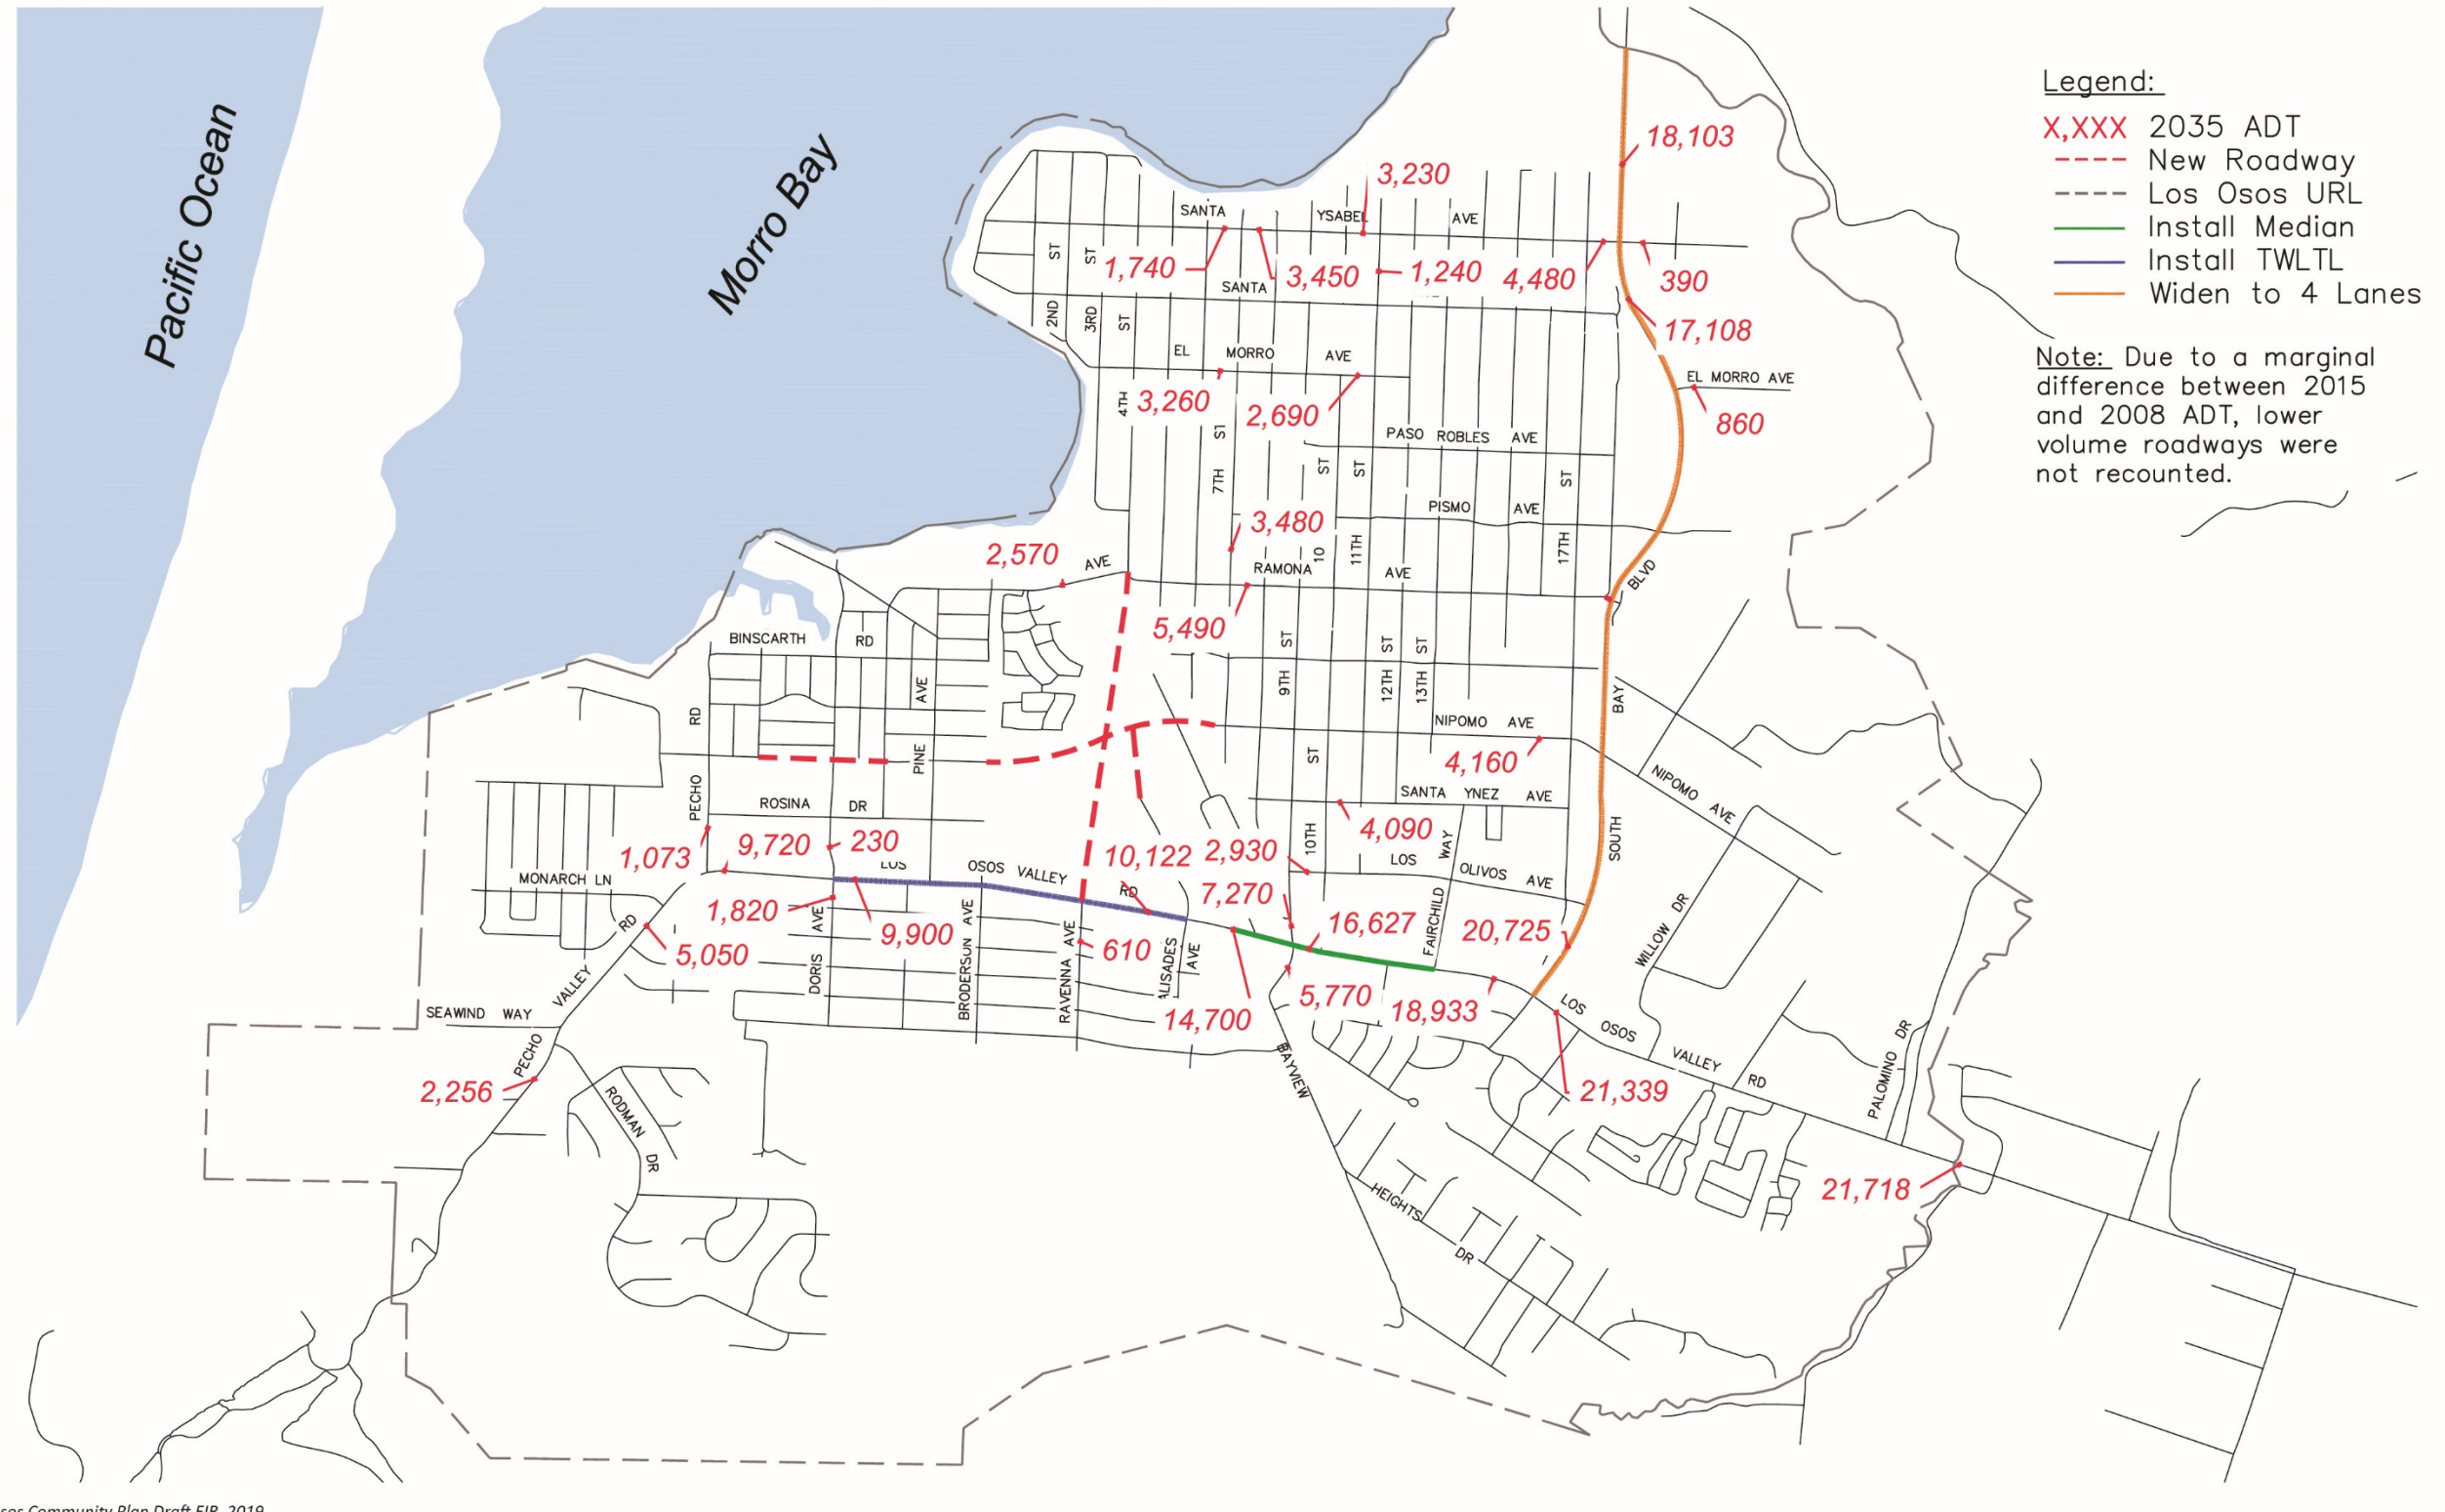 Pacific Ocean
Morro Bay
Legend:
X,XXX 2035 ADT
New Roadway
Los Osos URL
Install Median
Install TWLTL
Widen to 4 Lanes
Note: Due to a marginal
difference between 2015
and 2008 ADT, lower
volume roadways were
not recounted.
18,103
3,230
SANTA YSABEL AVE
ST
ST
1,740
3,450
1,240
4,480
390
SANTA
2ND
3RD
ST
17,108
EL MORRO AVE
EL MORRO AVE
4TH
3,260
2,690
860
ST
PASO ROBLES AVE
7TH
ST
ST
ST
PISMO AVE
3,480
10
11TH
17TH
2,570
AVE
RAMONA AVE
BLVD
5,490
BINSCARTH RD
ST
ST
ST
9TH
12TH
13TH
AVE
RD
BAY
NIPOMO AVE
PINE
ST
4,160
NIPOMO AVE
PECHO
ROSINA DR
SANTA YNEZ AVE
4,090
10TH
WAY
SOUTH
1,073
9,720
230
10,122
2,930
LOS OSOS VALLEY RD
LOS OLIVOS AVE
MONARCH LN
7,270
1,820
9,900
16,627
20,725
FAIRCHILD
WILLOW DR
RD
5,050
AVE
DORIS
BRODERSON AVE
AVE
RAVENNA
610
ALISADES
AVE
VALLEY
5,770
18,933
14,700
SEAWIND WAY
LOS OSOS VALLEY RD
PECHO
2,256
BAYVIEW
21,339
PALOMINO DR
RODMAN
DR
HEIGHTS
DR
21,718
sos Community Plan Draft EIR, 2019